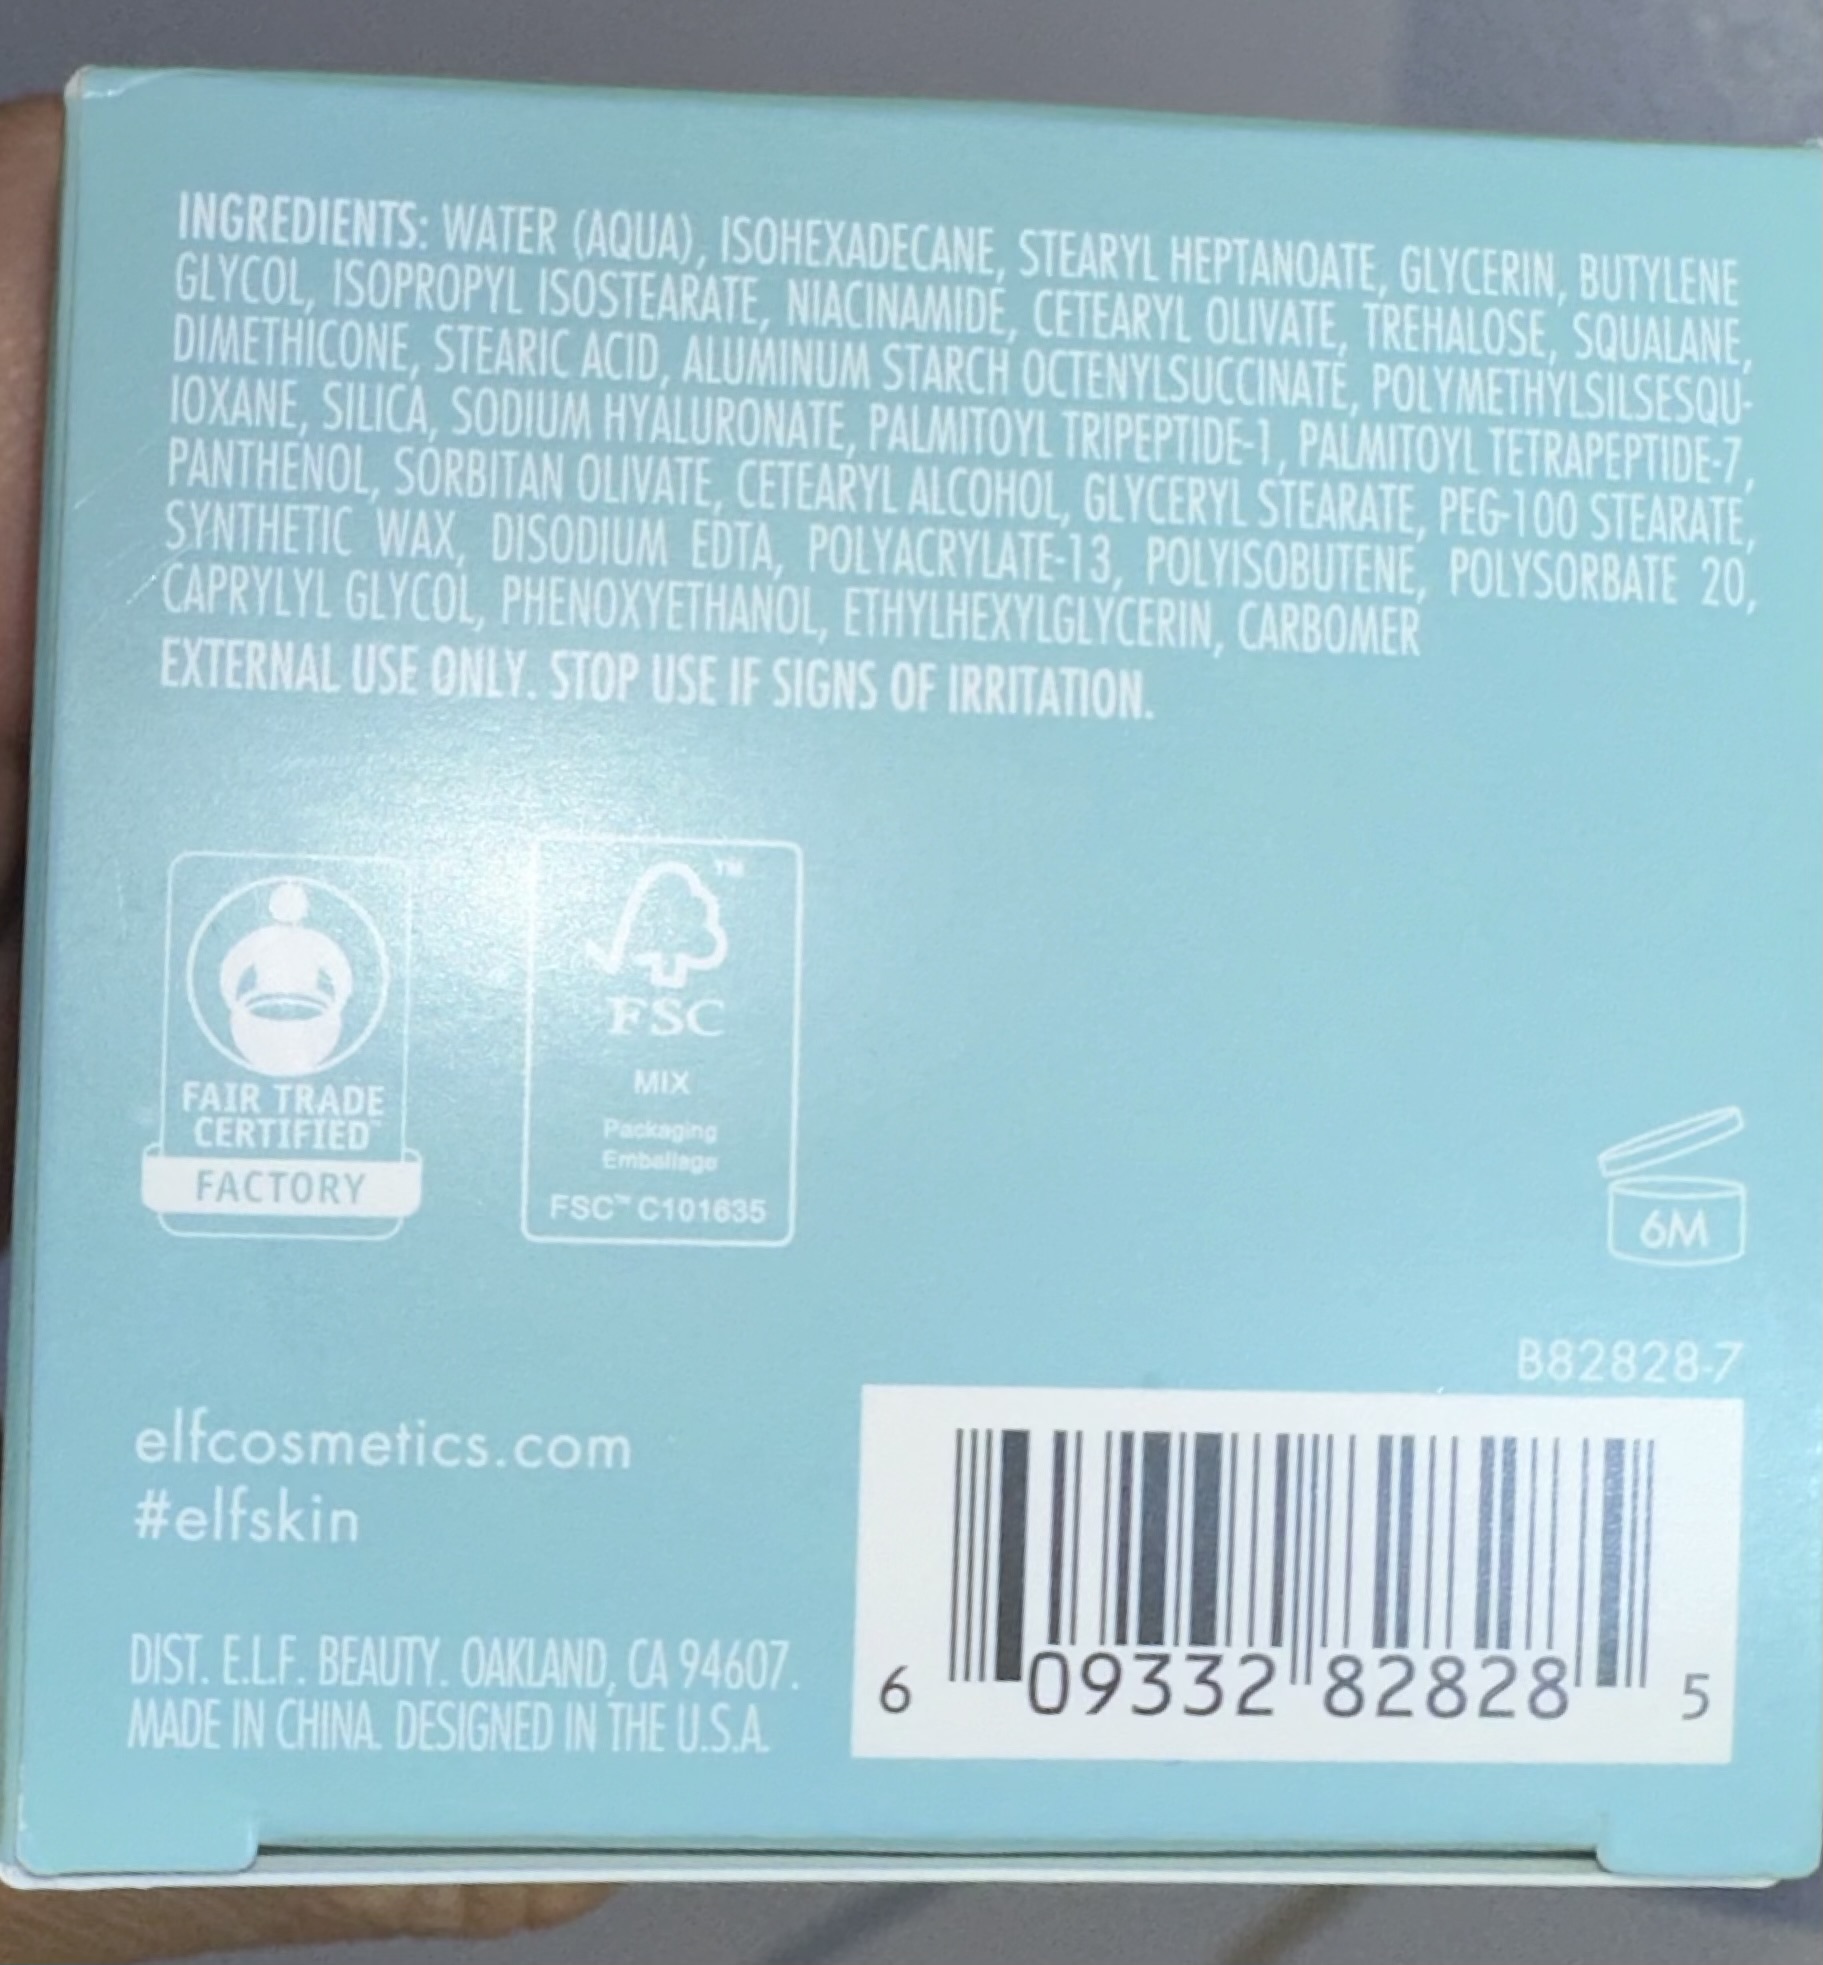 INGREDIENTS: WATER (AQUA), ISOHEXADECANE, STEARYL HEPTANOATE, GLYCERIN, BUTYLENE
GLYCOL, ISOPROPYL ISOSTEARATE, NIACINAMIDE, CETEARYL OLIVATE, TREHALOSE, SQUALANE,
DIMETHICONE, STEARIC ACID, ALUMINUM STARCH OCTENYLSUCCINATE, POLYMETHYLSILSESQU-
IOXANE, SILICA, SODIUM HYALURONATE, PALMITOYL TRIPEPTIDE-1, PALMITOYL TETRAPEPTIDE-7,
PANTHENOL, SORBITAN OLIVATE, CETEARYL ALCOHOL, GLYCERYL STEARATE, PEG-100 STEARATE,
SYNTHETIC WAX, DISODIUM EDTA, POLYACRYLATE-13, POLYISOBUTENE, POLYSORBATE 20,
CAPRYLYL GLYCOL, PHENOXYETHANOL, ETHYLHEXYLGLYCERIN, CARBOMER
EXTERNAL USE ONLY. STOP USE IF SIGNS OF IRRITATION.
FAIR TRADE
CERTIFIED™
FACTORY
™
FSC
MIX
Packaging
Emballage
FSC™ C101635
6M
B82828-7
elfcosmetics.com
#elfskin
DIST. E.L.F. BEAUTY. OAKLAND, CA 94607.
MADE IN CHINA. DESIGNED IN THE U.S.A.
6 09332 82828 5